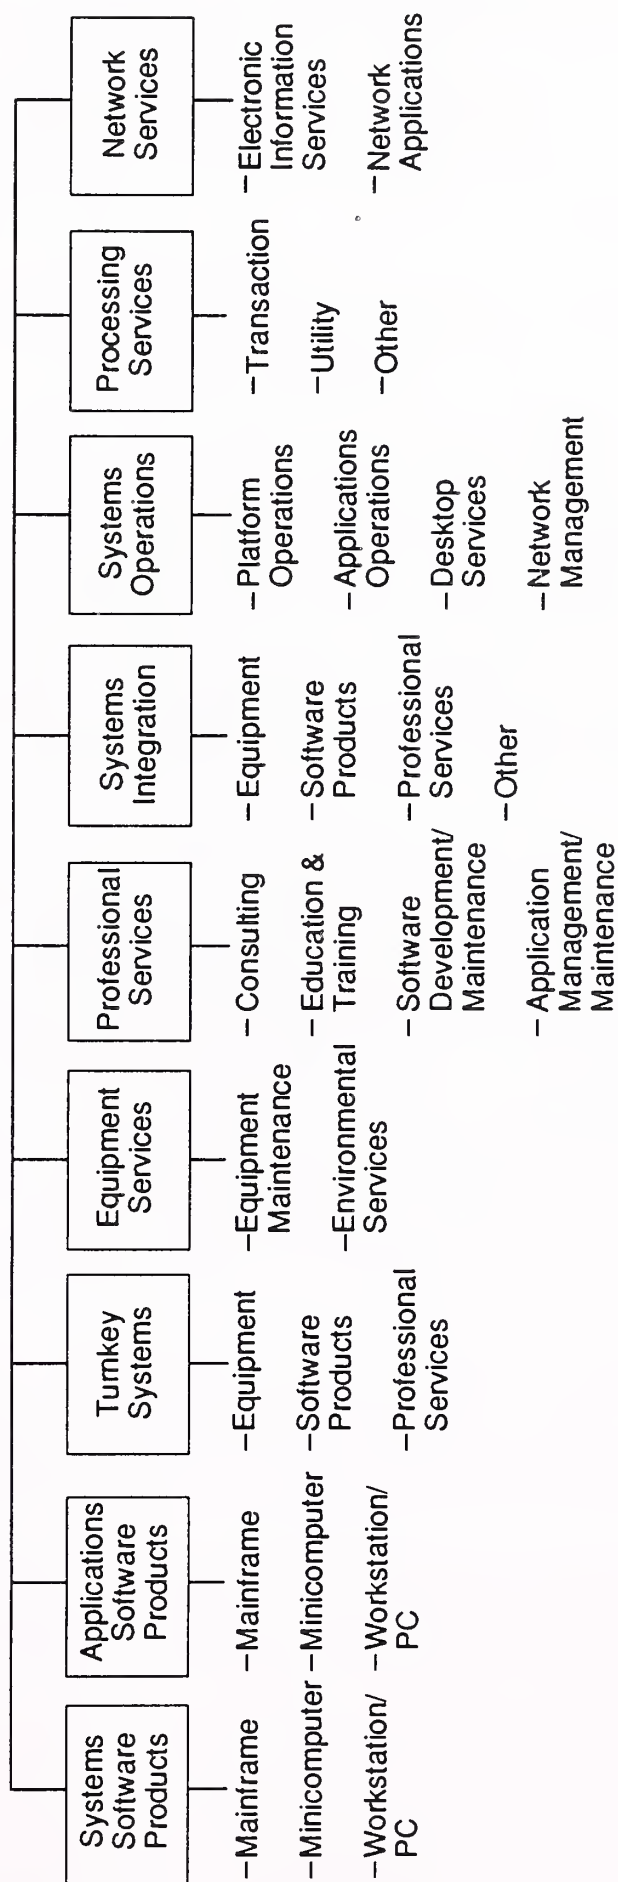 Systems
Software
Products
–Mainframe
–Minicomputer
–Workstation/
PC
Applications
Software
Products
–Mainframe
–Minicomputer
–Workstation/
PC
Turnkey
Systems
–Equipment
–Software
Products
–Professional
Services
Equipment
Services
–Equipment
Maintenance
–Environmental
Services
Professional
Services
–Consulting
–Education &
Training
–Software
Development/
Maintenance
–Application
Management/
Maintenance
Systems
Integration
–Equipment
–Software
Products
–Professional
Services
–Other
Systems
Operations
–Platform
Operations
–Applications
Operations
–Desktop
Services
–Network
Management
Processing
Services
–Transaction
–Utility
–Other
Network
Services
–Electronic
Information
Services
–Network
Applications